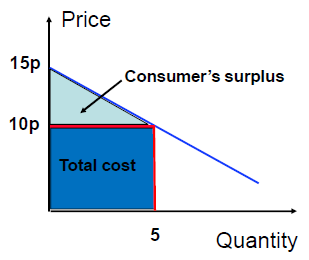 Price
15p
Consumer's surplus
10p
Total cost
5
Quantity